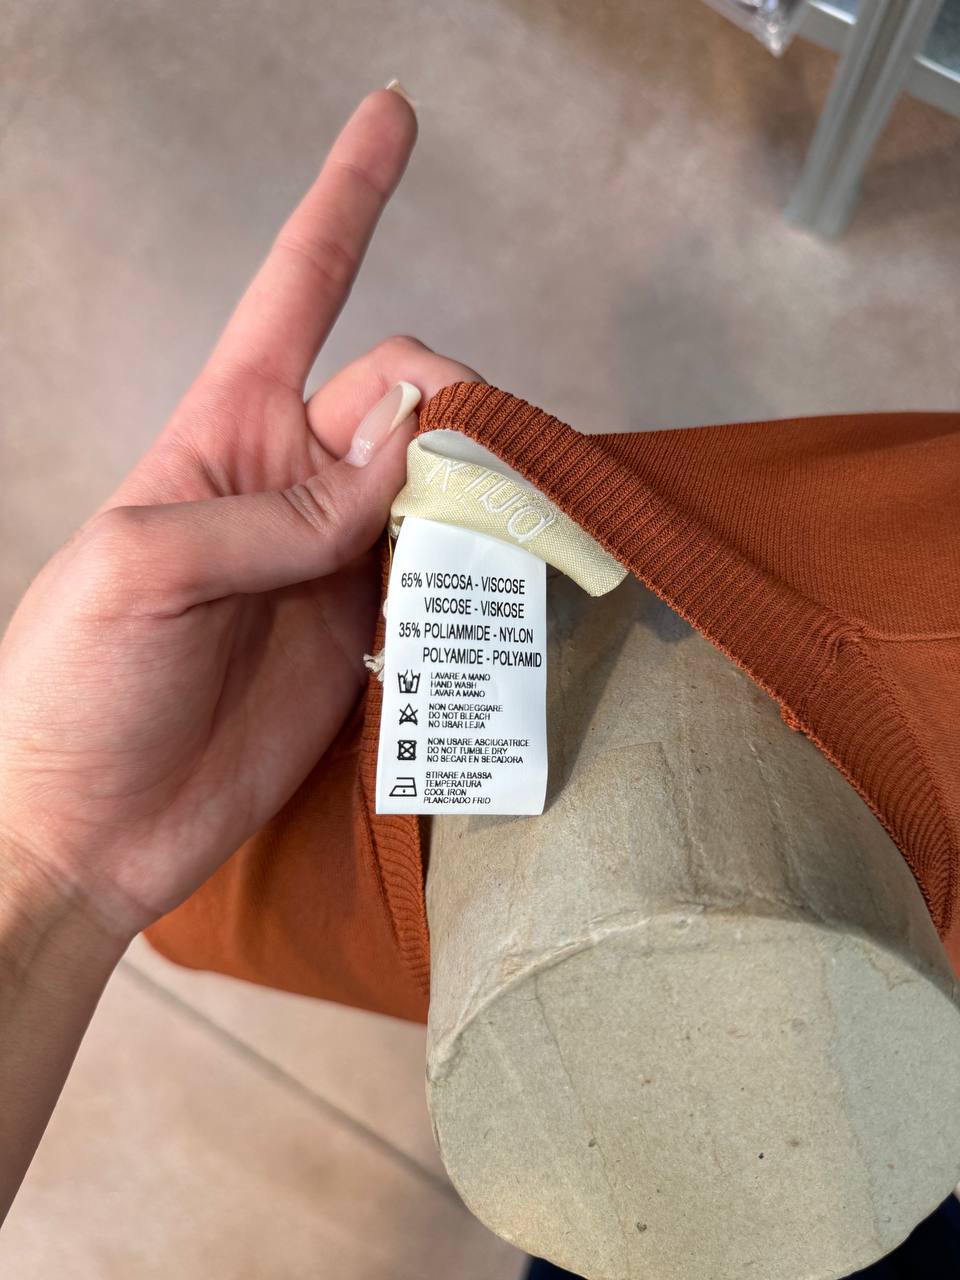 65% VISCOSA - VISCOSE
VISCOSE - VISKOSE
35% POLIAMMIDE - NYLON
POLYAMIDE - POLYAMID
LAVARE A MANO
HAND WASH
LAVAR A MANO
NON CANDEGGIARE
DO NOT BLEACH
NO USAR LEJIA
NON USARE ASCIUGATRICE
DO NOT TUMBLE DRY
NO SECAR EN SECADORA
STIRARE A BASSA
TEMPERATURA
COOL IRON
PLANCHADO FRIO